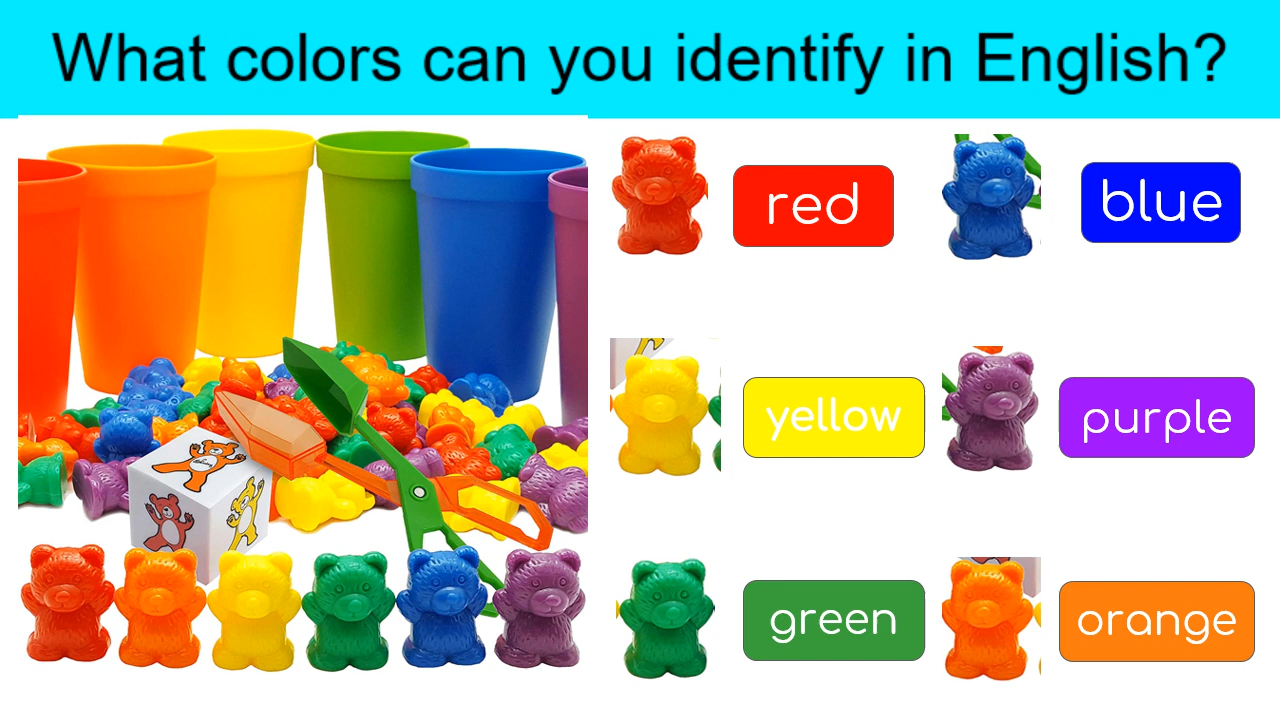 What colors can you identify in English?
red
blue
yellow
purple
green
orange